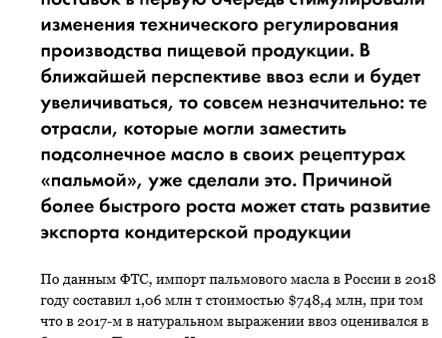 поставок в первую очередь стимулировали
изменения технического регулирования
производства пищевой продукции. В
ближайшей перспективе ввоз если и будет
увеличиваться, то совсем незначительно: те
отрасли, которые могли заместить
подсолнечное масло в своих рецептурах
«пальмой», уже сделали это. Причиной
более быстрого роста может стать развитие
экспорта кондитерской продукции
По данным ФТС, импорт пальмового масла в России в 2018
году составил 1,06 млн т стоимостью $748,4 млн, при том
что в 2017-м в натуральном выражении ввоз оценивался в